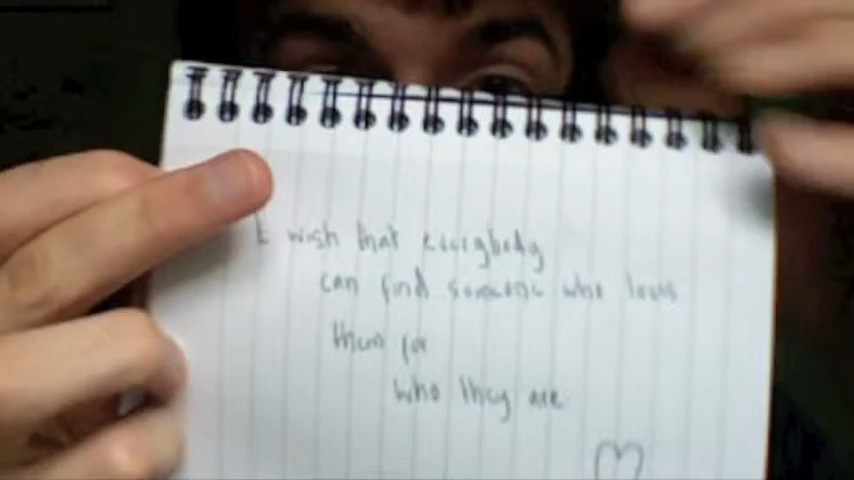 I wish that everybody
can find someone who loves
them for
who they are